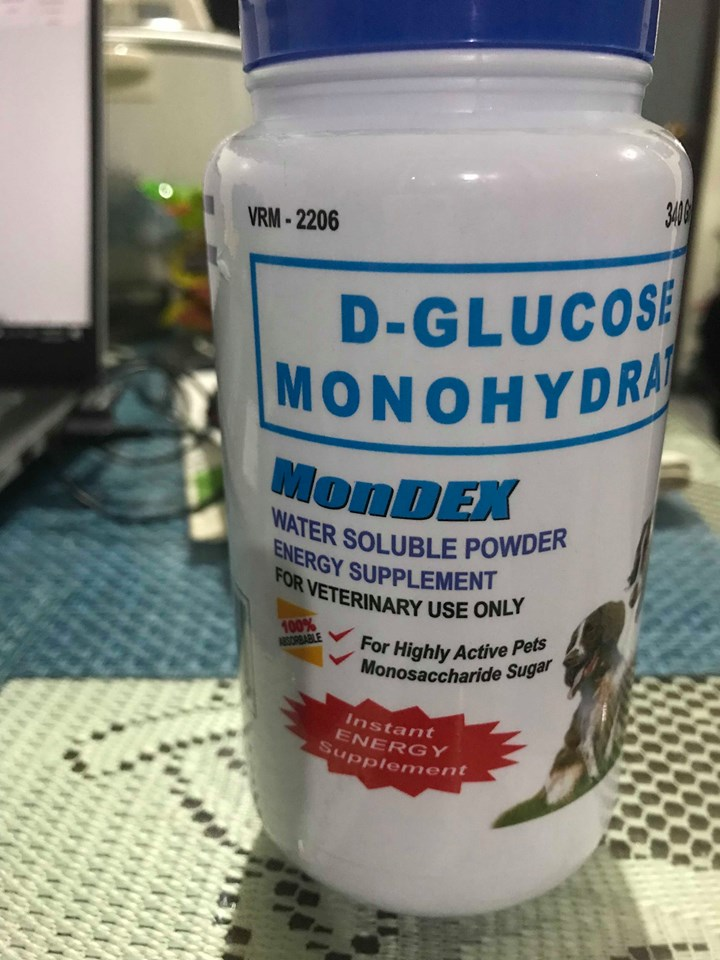 VRM - 2206
340 G
D-GLUCOSE
MONOHYDRAT
MonDEX
WATER SOLUBLE POWDER
ENERGY SUPPLEMENT
FOR VETERINARY USE ONLY
100%
ABSORBABLE
For Highly Active Pets
Monosaccharide Sugar
Instant
ENERGY
Supplement